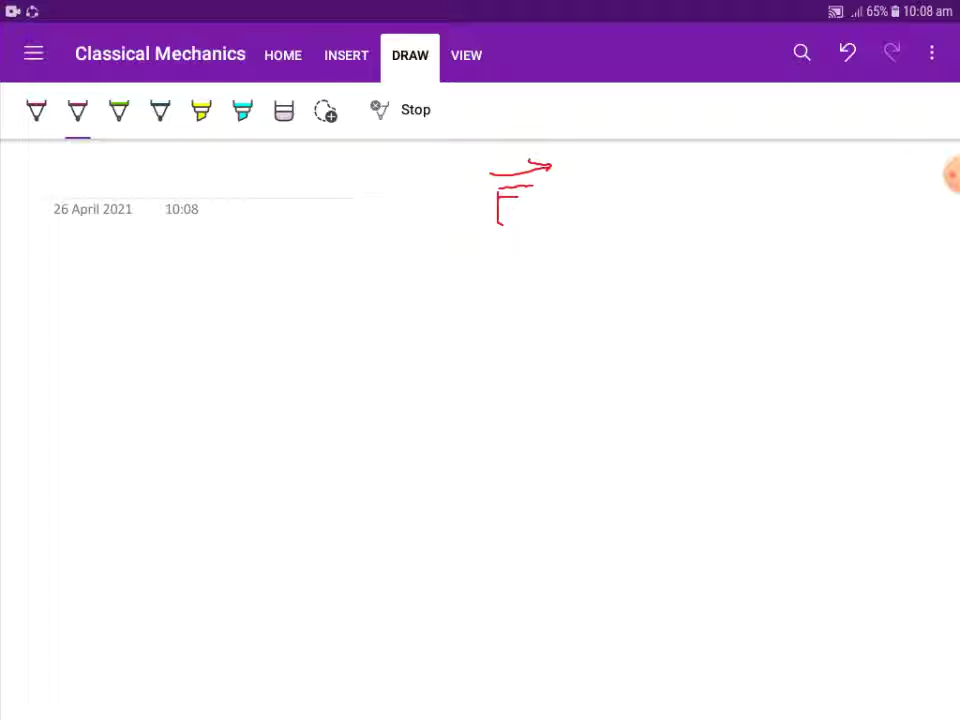 65% 10:08 am
Classical Mechanics HOME INSERT DRAW VIEW
Stop
F
26 April 2021 10:08